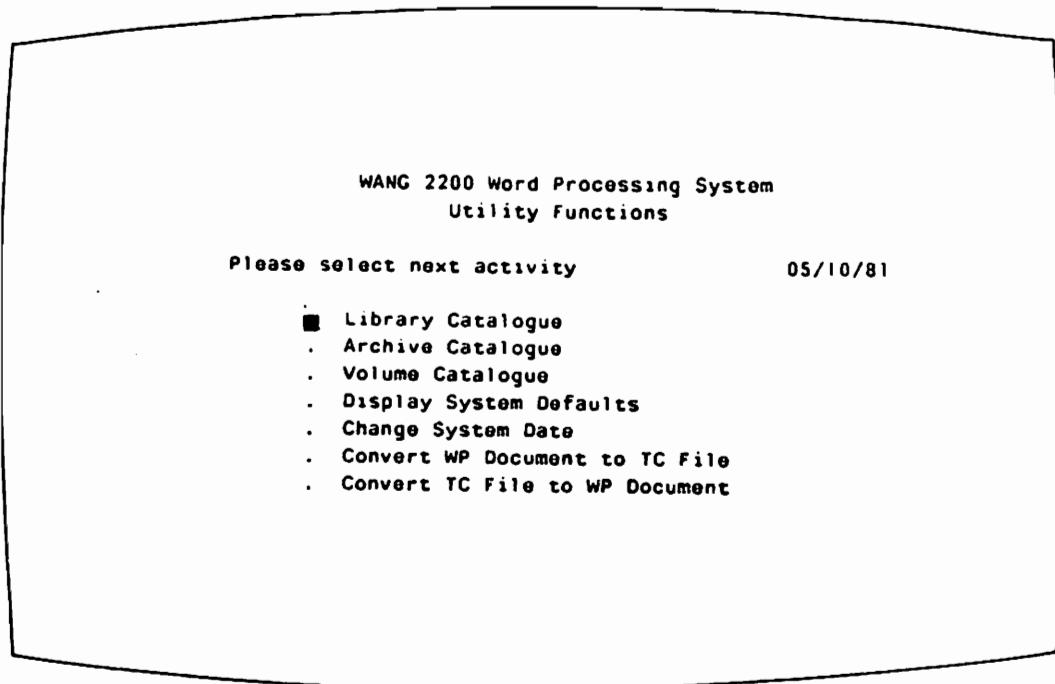 WANG 2200 Word Processing System
Utility Functions
Please select next activity 05/10/81
■ Library Catalogue
. Archive Catalogue
. Volume Catalogue
. Display System Defaults
. Change System Date
. Convert WP Document to TC File
. Convert TC File to WP Document